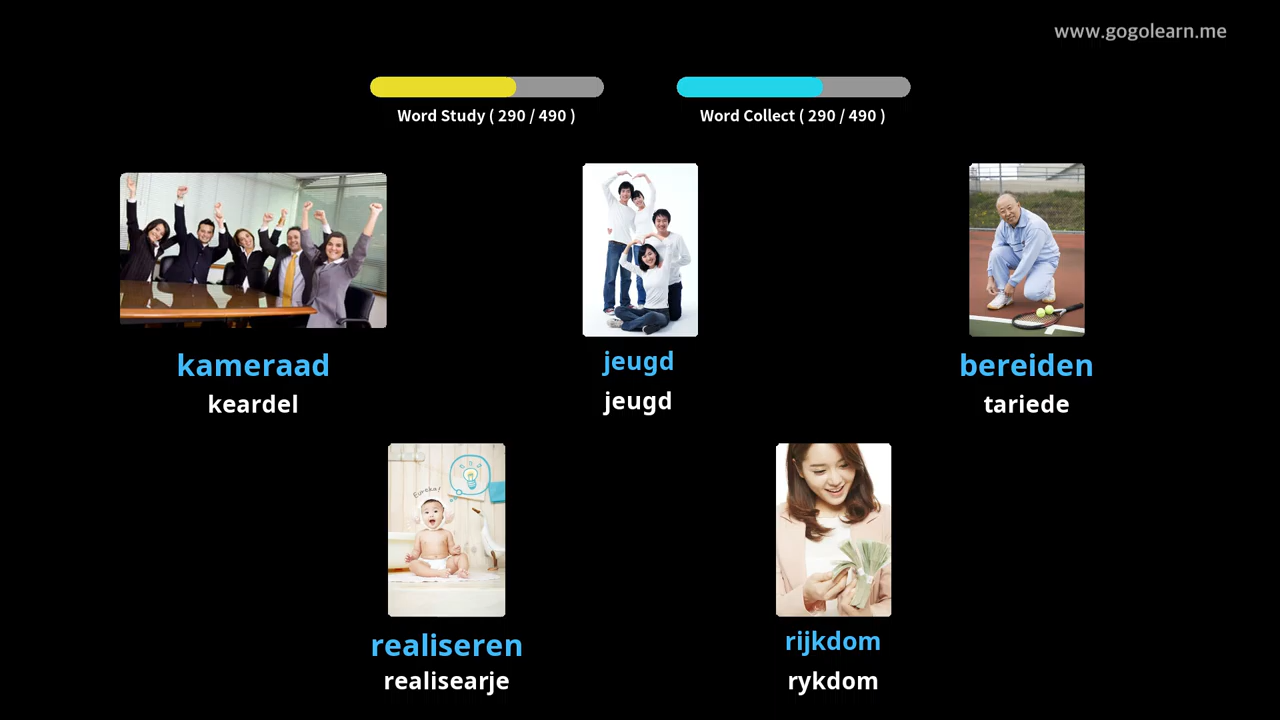 www.gogolearn.me
Word Study ( 290 / 490 )
Word Collect ( 290 / 490 )
kameraad
keardel
jeugd
jeugd
bereiden
tariede
Eureka!
realiseren
realisearje
rijkdom
rykdom